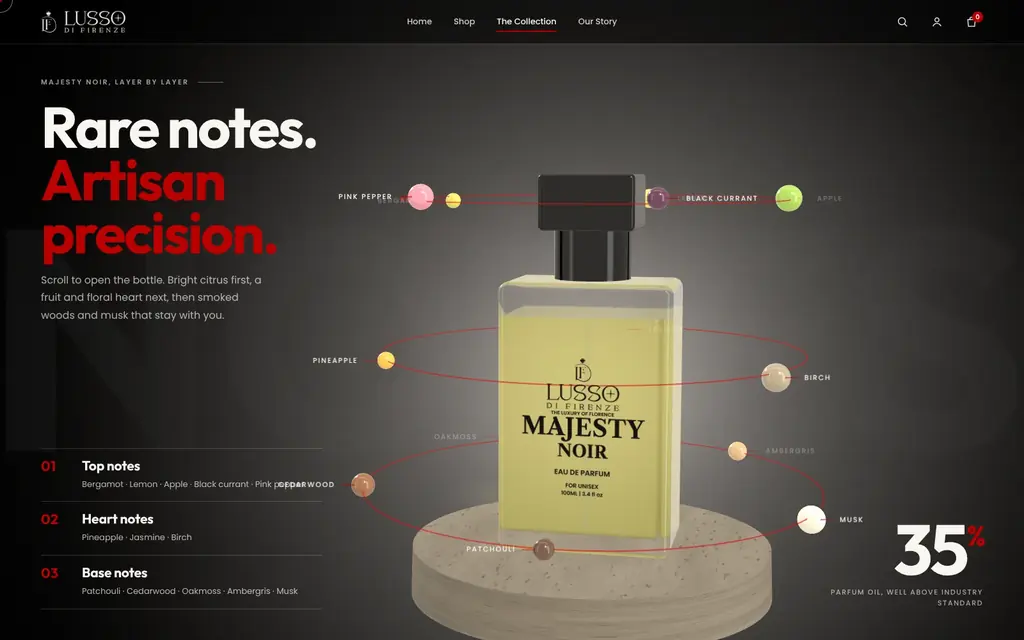 LUSSO
DI FIRENZE
Home
Shop
The Collection
Our Story
0
MAJESTY NOIR, LAYER BY LAYER
Rare notes.
Artisan
precision.
Scroll to open the bottle. Bright citrus first, a
fruit and floral heart next, then smoked
woods and musk that stay with you.
PINK PEPPER
BLACK CURRANT
APPLE
PINEAPPLE
BIRCH
OAKMOSS
AMBERGRIS
CEDARWOOD
MUSK
PATCHOULI
LUSSO
DI FIRENZE
THE LUXURY OF FLORENCE
MAJESTY
NOIR
EAU DE PARFUM
FOR UNISEX
100ML | 3.4 fl oz
01 Top notes
Bergamot · Lemon · Apple · Black currant · Pink pepper
02 Heart notes
Pineapple · Jasmine · Birch
03 Base notes
Patchouli · Cedarwood · Oakmoss · Ambergris · Musk
35%
PARFUM OIL, WELL ABOVE INDUSTRY
STANDARD